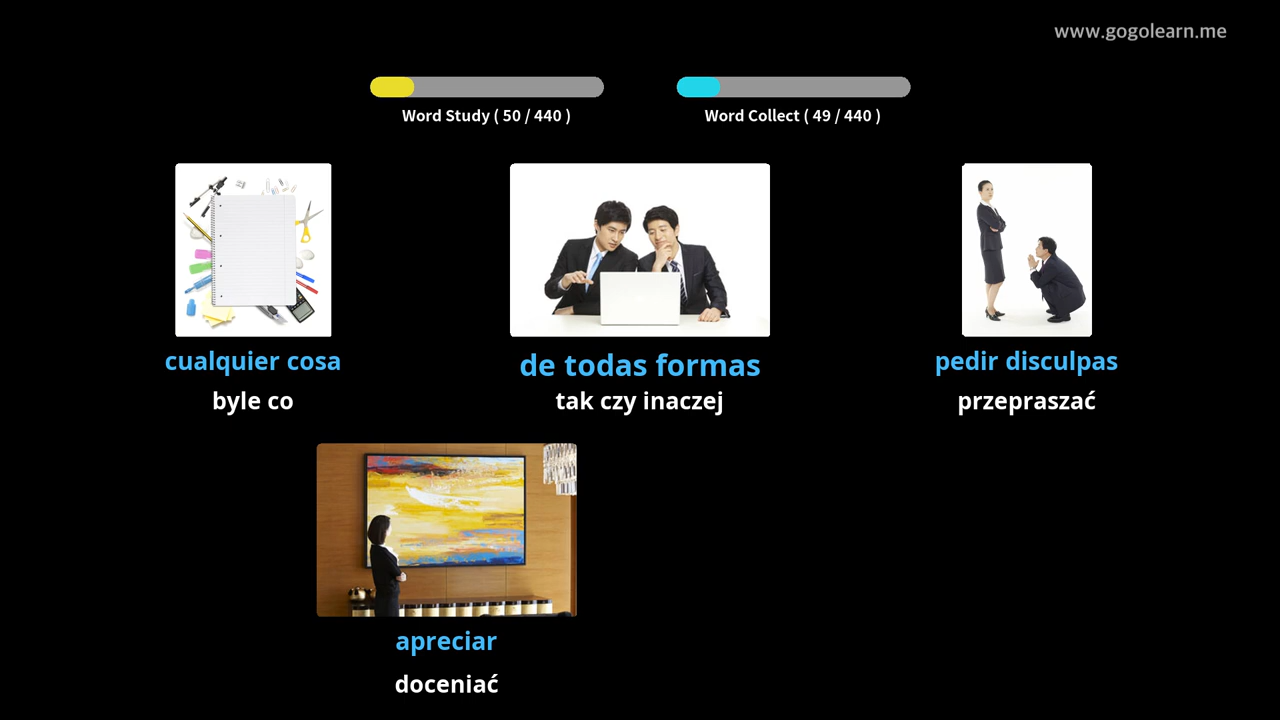 www.gogolearn.me
Word Study ( 50 / 440 )
Word Collect ( 49 / 440 )
cualquier cosa
byle co
de todas formas
tak czy inaczej
pedir disculpas
przepraszać
apreciar
doceniać